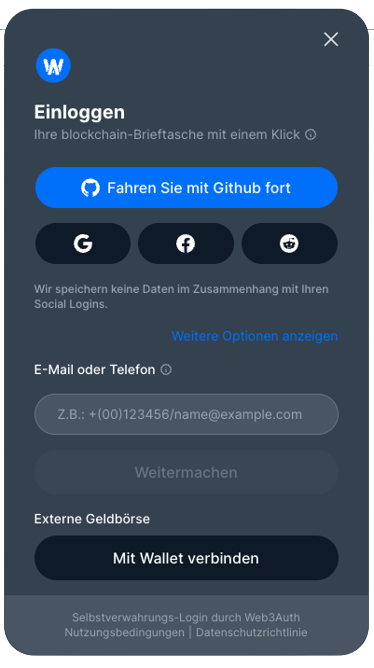 W
Einloggen
Ihre blockchain-Brieftasche mit einem Klick
Fahren Sie mit Github fort
G
Wir speichern keine Daten im Zusammenhang mit Ihren
Social Logins.
Weitere Optionen anzeigen
E-Mail oder Telefon
Z.B.: +(00)123456/name@example.com
Weitermachen
Externe Geldbörse
Mit Wallet verbinden
Selbstverwahrungs-Login durch Web3Auth
Nutzungsbedingungen | Datenschutzrichtlinie